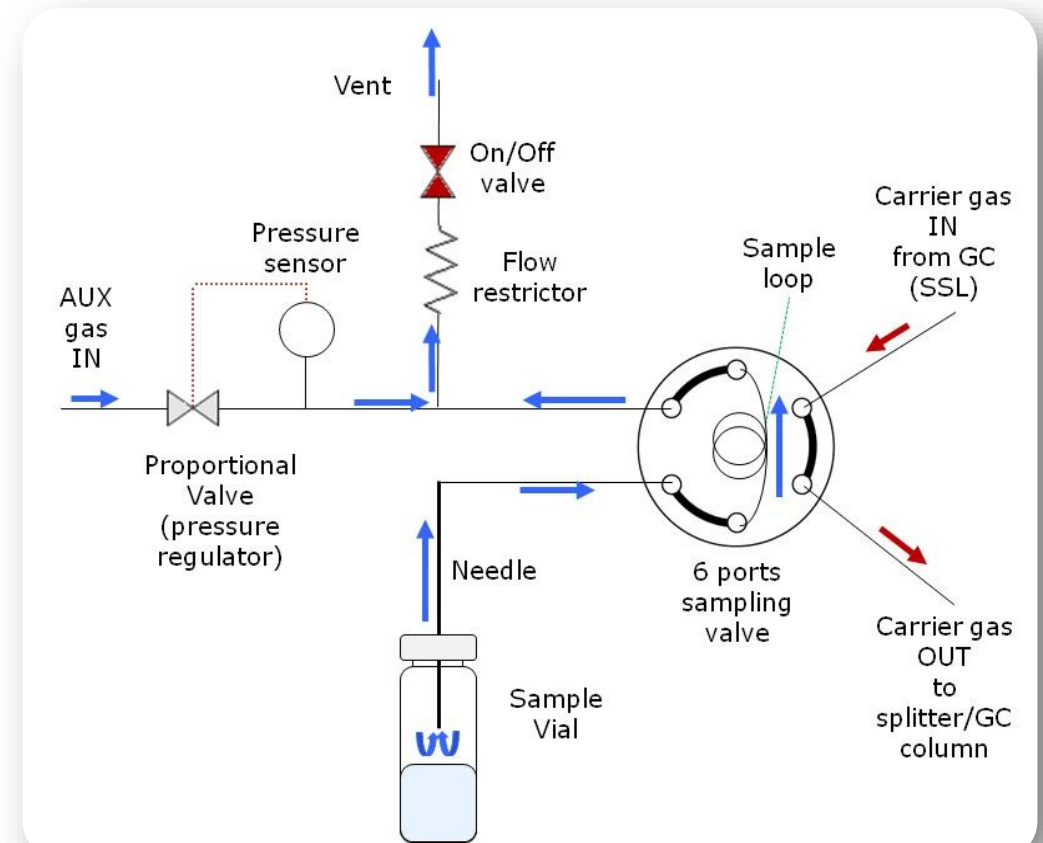 Vent
On/Off
valve
Pressure
sensor
Flow
restrictor
Sample
loop
Carrier gas
IN
from GC
(SSL)
AUX
gas
IN
Proportional
Valve
(pressure
regulator)
Needle
6 ports
sampling
valve
Sample
Vial
Carrier gas
OUT
to
splitter/GC
column